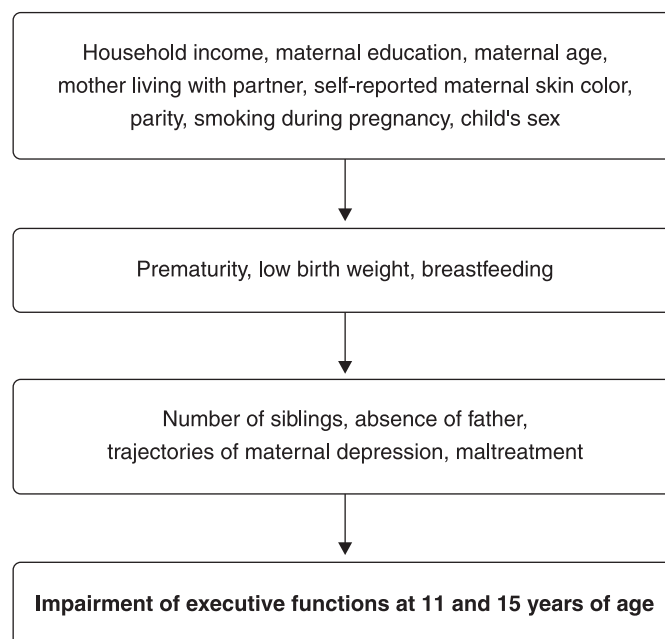 Household income, maternal education, maternal age,
mother living with partner, self-reported maternal skin color,
parity, smoking during pregnancy, child's sex
Prematurity, low birth weight, breastfeeding
Number of siblings, absence of father,
trajectories of maternal depression, maltreatment
Impairment of executive functions at 11 and 15 years of age